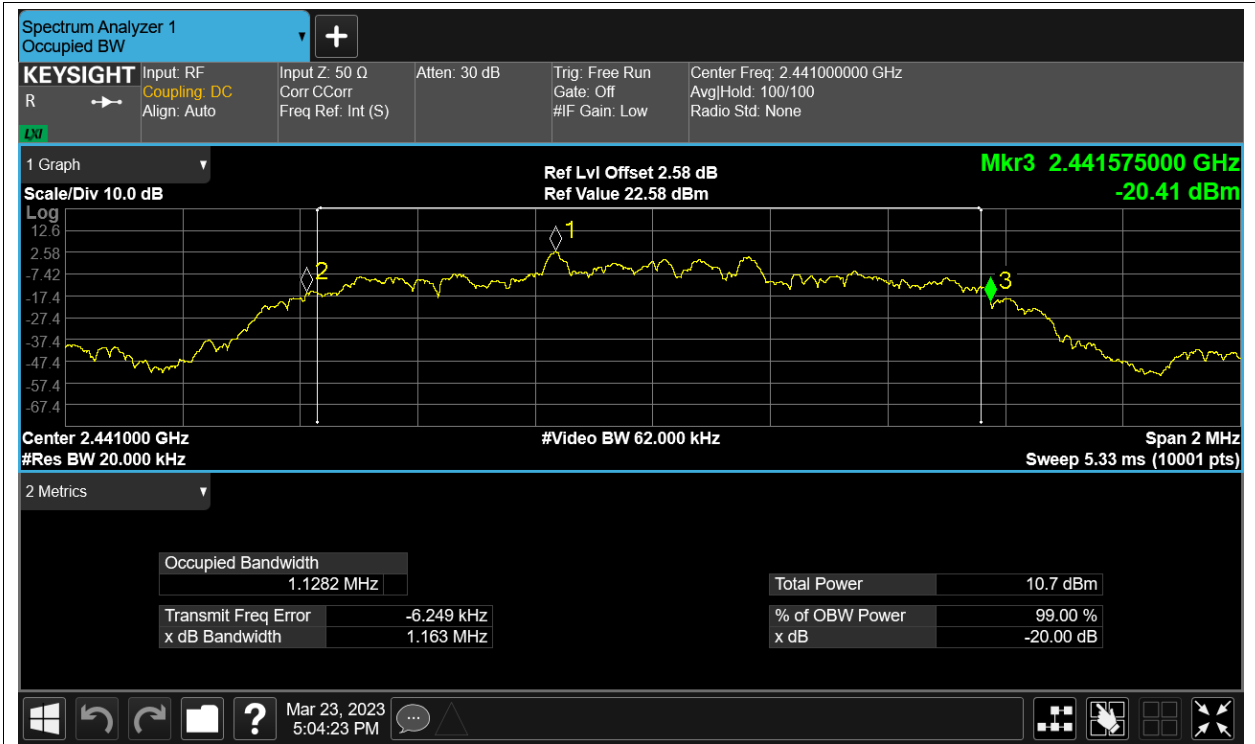 Spectrum Analyzer 1
Occupied BW
KEYSIGHT
R
LXI
Input: RF
Coupling: DC
Align: Auto
Input Z: 50 Ω
Corr CCorr
Freq Ref: Int (S)
Atten: 30 dB
Trig: Free Run
Gate: Off
#IF Gain: Low
Center Freq: 2.441000000 GHz
Avg|Hold: 100/100
Radio Std: None
1 Graph
Scale/Div 10.0 dB
Ref Lvl Offset 2.58 dB
Ref Value 22.58 dBm
Mkr3 2.441575000 GHz
-20.41 dBm
Log
12.6
2.58
-7.42
-17.4
-27.4
-37.4
-47.4
-57.4
-67.4
1
2
3
Center 2.441000 GHz
#Res BW 20.000 kHz
#Video BW 62.000 kHz
Span 2 MHz
Sweep 5.33 ms (10001 pts)
2 Metrics
Occupied Bandwidth
1.1282 MHz
Transmit Freq Error -6.249 kHz
x dB Bandwidth 1.163 MHz
Total Power 10.7 dBm
% of OBW Power 99.00 %
x dB -20.00 dB
?
Mar 23, 2023
5:04:23 PM